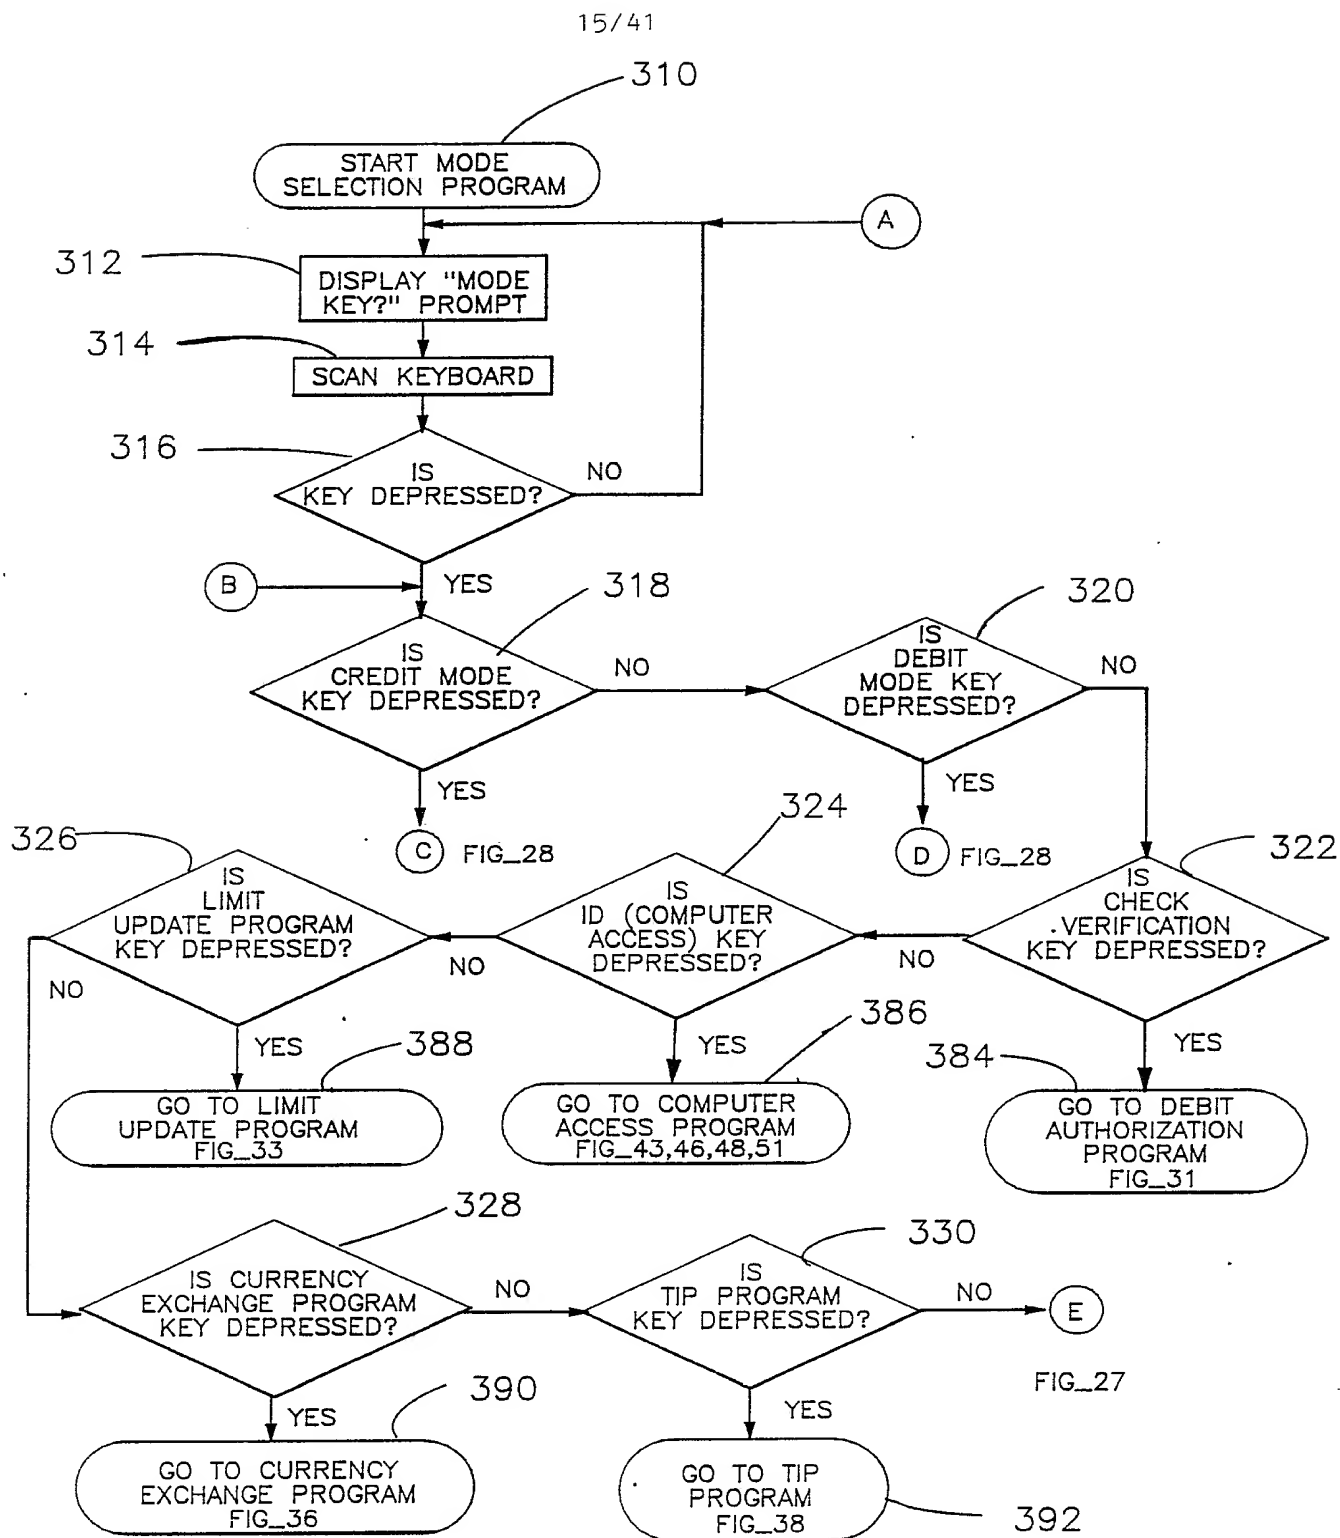 15/41
310
START MODE
SELECTION PROGRAM
A
312
DISPLAY "MODE
KEY?" PROMPT
314
SCAN KEYBOARD
316
IS
KEY DEPRESSED?
NO
B
YES
318
IS
CREDIT MODE
KEY DEPRESSED?
NO
320
IS
DEBIT
MODE KEY
DEPRESSED?
NO
YES
C
FIG_28
YES
D
FIG_28
322
IS
CHECK
VERIFICATION
KEY DEPRESSED?
NO
324
IS
ID (COMPUTER
ACCESS) KEY
DEPRESSED?
NO
326
IS
LIMIT
UPDATE PROGRAM
KEY DEPRESSED?
NO
YES
388
GO TO LIMIT
UPDATE PROGRAM
FIG_33
YES
386
GO TO COMPUTER
ACCESS PROGRAM
FIG_43,46,48,51
YES
384
GO TO DEBIT
AUTHORIZATION
PROGRAM
FIG_31
328
IS CURRENCY
EXCHANGE PROGRAM
KEY DEPRESSED?
NO
330
IS
TIP PROGRAM
KEY DEPRESSED?
NO
E
FIG_27
YES
390
GO TO CURRENCY
EXCHANGE PROGRAM
FIG_36
YES
GO TO TIP
PROGRAM
FIG_38
392